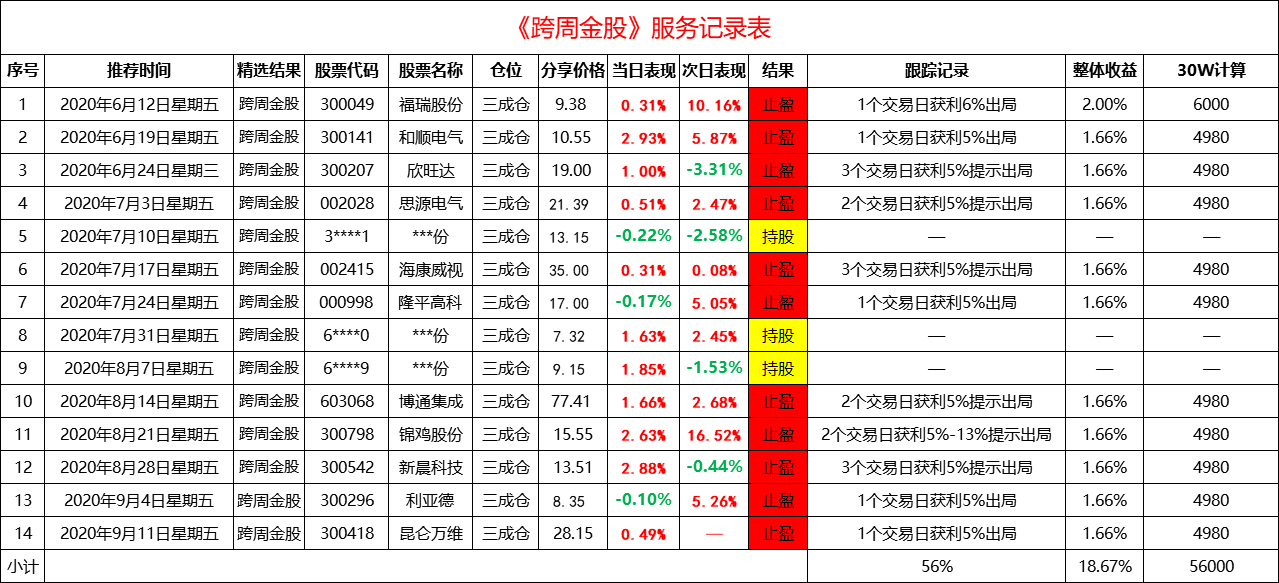 《跨周金股》服务记录表
序号 推荐时间 精选结果 股票代码 股票名称 仓位 分享价格 当日表现 次日表现 结果 跟踪记录 整体收益 30W计算
1 2020年6月12日星期五 跨周金股 300049 福瑞股份 三成仓 9.38 0.31% 10.16% 止盈 1个交易日获利6%出局 2.00% 6000
2 2020年6月19日星期五 跨周金股 300141 和顺电气 三成仓 10.55 2.93% 5.87% 止盈 1个交易日获利5%出局 1.66% 4980
3 2020年6月24日星期三 跨周金股 300207 欣旺达 三成仓 19.00 1.00% -3.31% 止盈 3个交易日获利5%提示出局 1.66% 4980
4 2020年7月3日星期五 跨周金股 002028 思源电气 三成仓 21.39 0.51% 2.47% 止盈 2个交易日获利5%提示出局 1.66% 4980
5 2020年7月10日星期五 跨周金股 3****1 ***份 三成仓 13.15 -0.22% -2.58% 持股 — — —
6 2020年7月17日星期五 跨周金股 002415 海康威视 三成仓 35.00 0.31% 0.08% 止盈 3个交易日获利5%提示出局 1.66% 4980
7 2020年7月24日星期五 跨周金股 000998 隆平高科 三成仓 17.00 -0.17% 5.05% 止盈 1个交易日获利5%出局 1.66% 4980
8 2020年7月31日星期五 跨周金股 6****0 ***份 三成仓 7.32 1.63% 2.45% 持股 — — —
9 2020年8月7日星期五 跨周金股 6****9 ***份 三成仓 9.15 1.85% -1.53% 持股 — — —
10 2020年8月14日星期五 跨周金股 603068 博通集成 三成仓 77.41 1.66% 2.68% 止盈 2个交易日获利5%提示出局 1.66% 4980
11 2020年8月21日星期五 跨周金股 300798 锦鸡股份 三成仓 15.55 2.63% 16.52% 止盈 2个交易日获利5%-13%提示出局 1.66% 4980
12 2020年8月28日星期五 跨周金股 300542 新晨科技 三成仓 13.51 2.88% -0.44% 止盈 3个交易日获利5%提示出局 1.66% 4980
13 2020年9月4日星期五 跨周金股 300296 利亚德 三成仓 8.35 -0.10% 5.26% 止盈 1个交易日获利5%出局 1.66% 4980
14 2020年9月11日星期五 跨周金股 300418 昆仑万维 三成仓 28.15 0.49% — 止盈 1个交易日获利5%出局 1.66% 4980
小计 56% 18.67% 56000